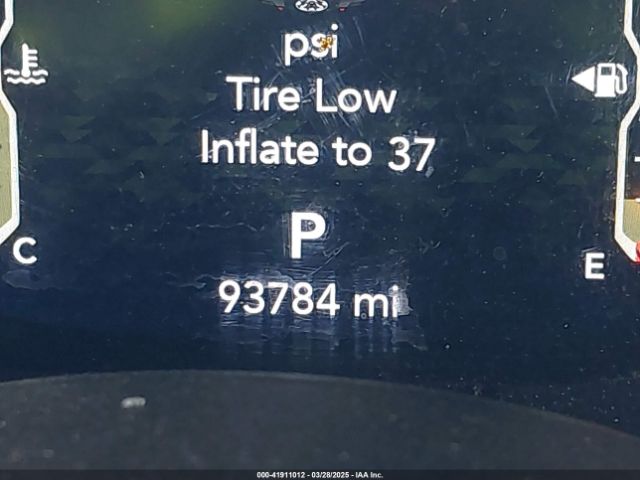 psi
Tire Low
Inflate to 37
P
C
E
93784 mi
000-41911012 - 03/28/2025 - IAA Inc.